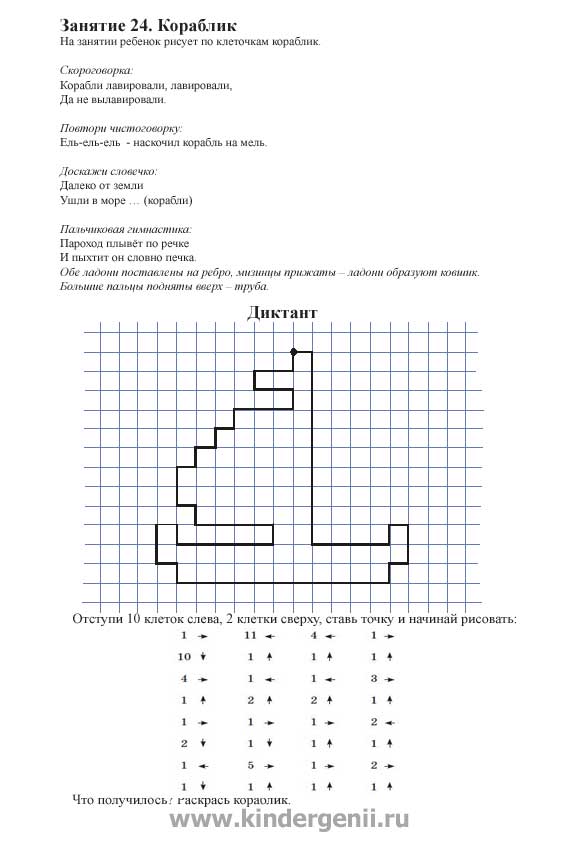 Занятие 24. Кораблик
На занятии ребенок рисует по клеточкам кораблик.
Скороговорка:
Корабли лавировали, лавировали,
Да не вылавировали.
Повтори чистоговорку:
Ель-ель-ель - наскочил корабль на мель.
Доскажи словечко:
Далеко от земли
Ушли в море … (корабли)
Пальчиковая гимнастика:
Пароход плывёт по речке
И пыхтит он словно печка.
Обе ладони поставлены на ребро, мизинцы прижаты – ладони образуют ковшик.
Большие пальцы подняты вверх – труба.
Диктант
Отступи 10 клеток слева, 2 клетки сверху, ставь точку и начинай рисовать:
1 → 11 ← 4 ← 1 →
10 ↓ 1 ↑ 1 ↑ 1 ↑
4 → 1 ← 1 ← 3 →
1 ↑ 2 ↑ 2 ↑ 1 ↑
1 → 1 → 1 → 2 ←
2 ↓ 1 ↓ 1 ↑ 1 ↑
1 ← 5 → 1 → 2 →
1 ↓ 1 ↑ 1 ↑ 1 ↑
Что получилось? Раскрась кораблик.
www.kindergenii.ru